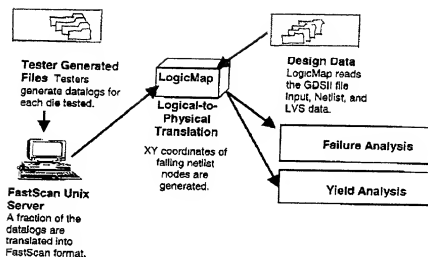 Tester Generated
Files Testers
generate datalogs for
each die tested.
FastScan Unix
Server
A fraction of the
datalogs are
translated into
FastScan format.
LogicMap
Logical-to-
Physical
Translation
XY coordinates of
failing netlist
nodes are
generated.
Design Data
LogicMap reads
the GDSII file
Input, Netlist, and
LVS data.
Failure Analysis
Yield Analysis